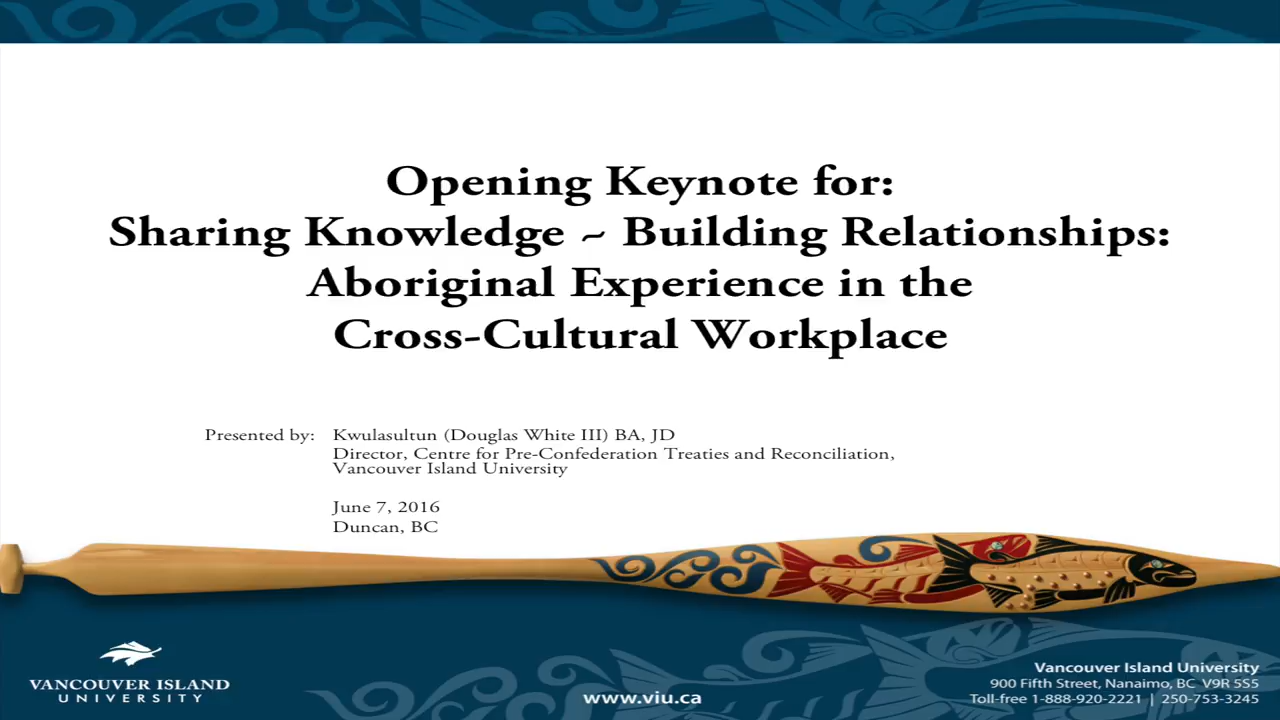 Opening Keynote for:
Sharing Knowledge ~ Building Relationships:
Aboriginal Experience in the
Cross-Cultural Workplace
Presented by: Kwulasultun (Douglas White III) BA, JD
Director, Centre for Pre-Confederation Treaties and Reconciliation,
Vancouver Island University
June 7, 2016
Duncan, BC
VANCOUVER ISLAND
UNIVERSITY
www.viu.ca
Vancouver Island University
900 Fifth Street, Nanaimo, BC V9R 5S5
Toll-free 1-888-920-2221 | 250-753-3245